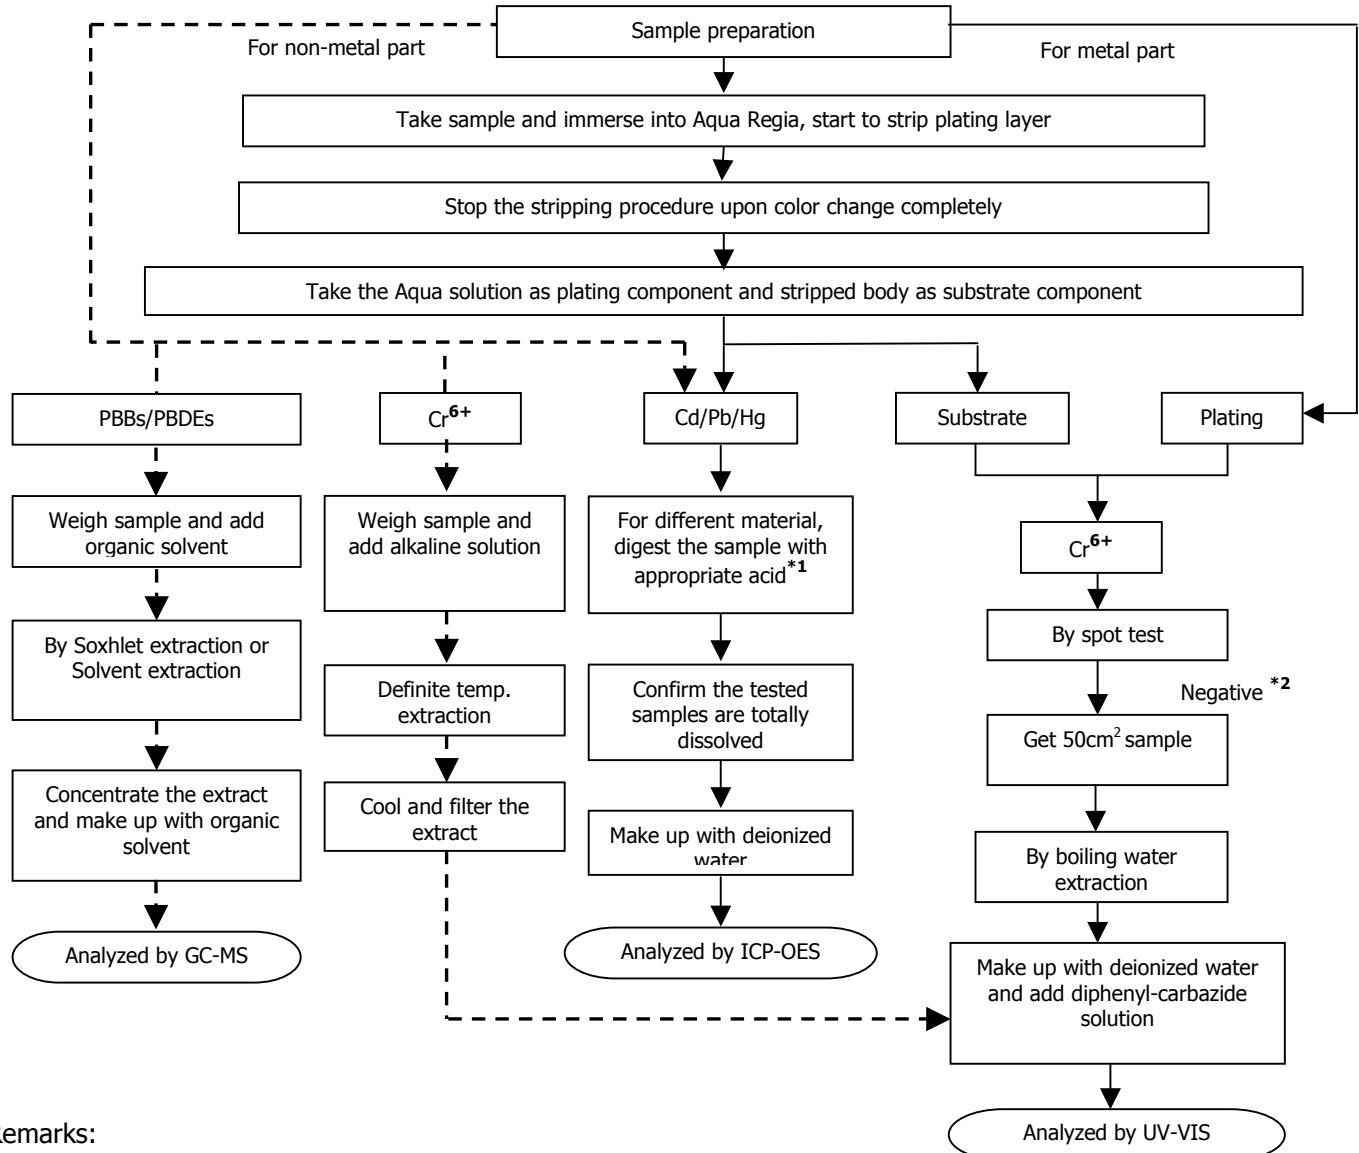 Sample preparation
For non-metal part
For metal part
Take sample and immerse into Aqua Regia, start to strip plating layer
Stop the stripping procedure upon color change completely
Take the Aqua solution as plating component and stripped body as substrate component
PBBs/PBDEs
Cr6+
Cd/Pb/Hg
Substrate
Plating
Weigh sample and add
organic solvent
By Soxhlet extraction or
Solvent extraction
Concentrate the extract
and make up with organic
solvent
Analyzed by GC-MS
Weigh sample and
add alkaline solution
Definite temp.
extraction
Cool and filter the
extract
For different material,
digest the sample with
appropriate acid*1
Confirm the tested
samples are totally
dissolved
Make up with deionized
water
Analyzed by ICP-OES
Cr6+
By spot test
Negative *2
Get 50cm2 sample
By boiling water
extraction
Make up with deionized water
and add diphenyl-carbazide
solution
Analyzed by UV-VIS
Remarks: